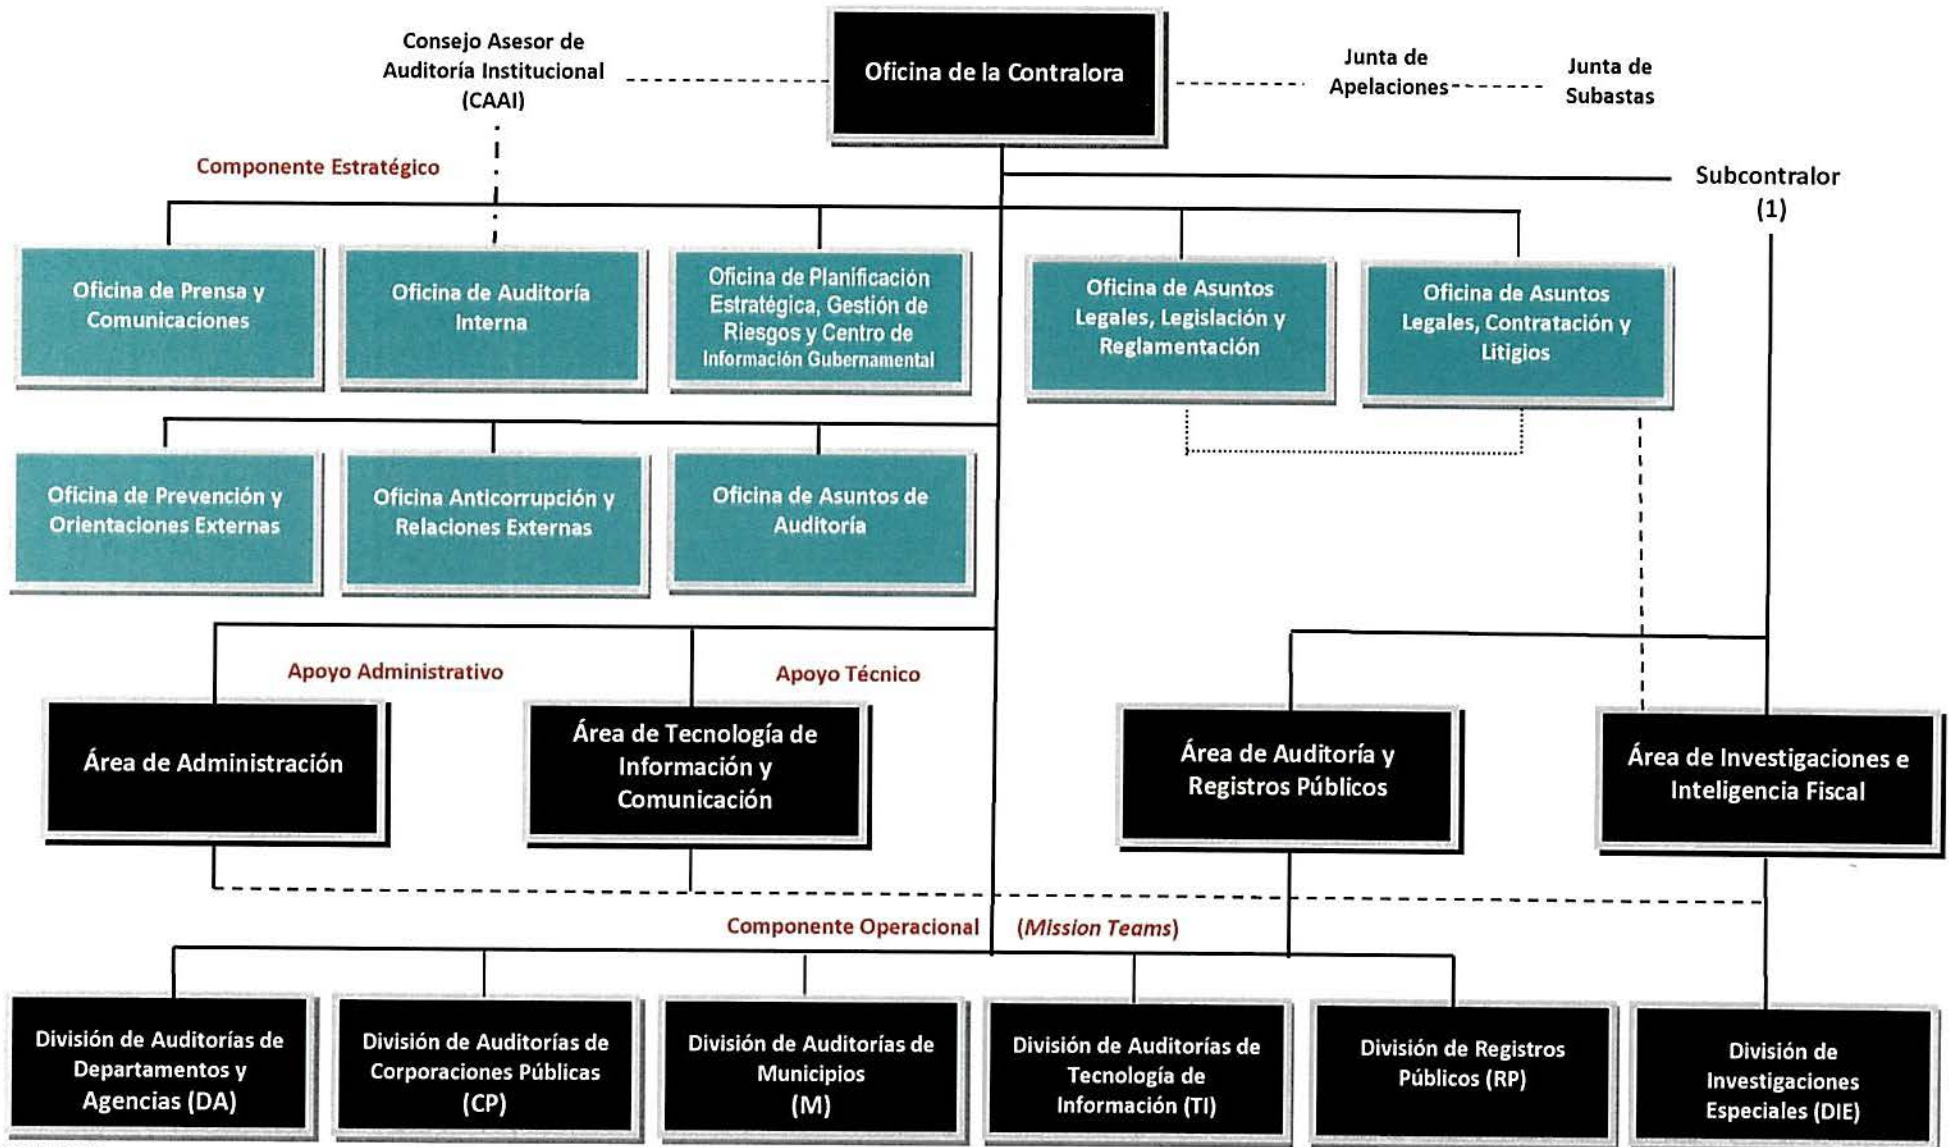 Consejo Asesor de
Auditoría Institucional
(CAAI)
Oficina de la Contralora
Junta de
Apelaciones
Junta de
Subastas
Componente Estratégico
Subcontralor
(1)
Oficina de Prensa y
Comunicaciones
Oficina de Auditoría
Interna
Oficina de Planificación
Estratégica, Gestión de
Riesgos y Centro de
Información Gubernamental
Oficina de Asuntos
Legales, Legislación y
Reglamentación
Oficina de Asuntos
Legales, Contratación y
Litigios
Oficina de Prevención y
Orientaciones Externas
Oficina Anticorrupción y
Relaciones Externas
Oficina de Asuntos de
Auditoría
Apoyo Administrativo
Apoyo Técnico
Área de Administración
Área de Tecnología de
Información y
Comunicación
Área de Auditoría y
Registros Públicos
Área de Investigaciones e
Inteligencia Fiscal
Componente Operacional (Mission Teams)
División de Auditorías de
Departamentos y
Agencias (DA)
División de Auditorías de
Corporaciones Públicas
(CP)
División de Auditorías de
Municipios
(M)
División de Auditorías de
Tecnología de
Información (TI)
División de Registros
Públicos (RP)
División de
Investigaciones
Especiales (DIE)